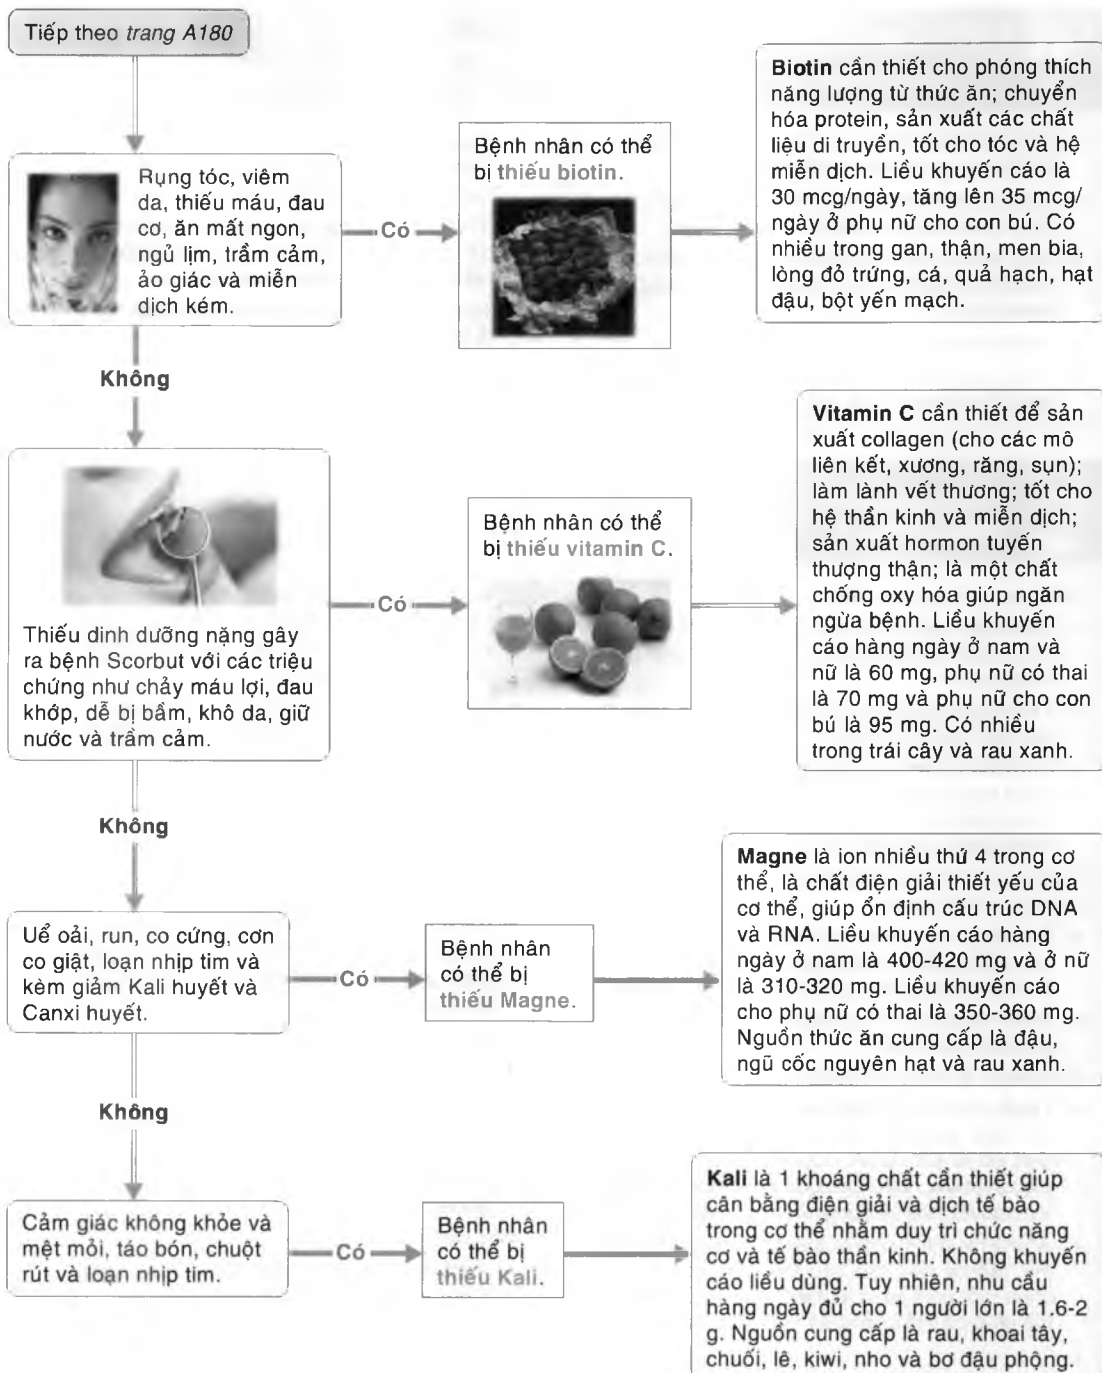 Tiếp theo trang A180
Rụng tóc, viêm
da, thiếu máu, đau
cơ, ăn mất ngon,
ngủ lịm, trầm cảm,
ảo giác và miễn
dịch kém.
Có
Bệnh nhân có thể
bị thiếu biotin.
Biotin cần thiết cho phóng thích
năng lượng từ thức ăn; chuyển
hóa protein, sản xuất các chất
liệu di truyền, tốt cho tóc và hệ
miễn dịch. Liều khuyến cáo là
30 mcg/ngày, tăng lên 35 mcg/
ngày ở phụ nữ cho con bú. Có
nhiều trong gan, thận, men bia,
lòng đỏ trứng, cá, quả hạch, hạt
đậu, bột yến mạch.
Không
Thiếu dinh dưỡng nặng gây
ra bệnh Scorbut với các triệu
chứng như chảy máu lợi, đau
khớp, dễ bị bầm, khô da, giữ
nước và trầm cảm.
Có
Bệnh nhân có thể
bị thiếu vitamin C.
Vitamin C cần thiết để sản
xuất collagen (cho các mô
liên kết, xương, răng, sụn);
làm lành vết thương; tốt cho
hệ thần kinh và miễn dịch;
sản xuất hormon tuyến
thượng thận; là một chất
chống oxy hóa giúp ngăn
ngừa bệnh. Liều khuyến
cáo hàng ngày ở nam và
nữ là 60 mg, phụ nữ có thai
là 70 mg và phụ nữ cho con
bú là 95 mg. Có nhiều
trong trái cây và rau xanh.
Không
Uể oải, run, co cứng, cơn
co giật, loạn nhịp tim và
kèm giảm Kali huyết và
Canxi huyết.
Có
Bệnh nhân
có thể bị
thiếu Magne.
Magne là ion nhiều thứ 4 trong cơ
thể, là chất điện giải thiết yếu của
cơ thể, giúp ổn định cấu trúc DNA
và RNA. Liều khuyến cáo hàng
ngày ở nam là 400-420 mg và ở nữ
là 310-320 mg. Liều khuyến cáo
cho phụ nữ có thai là 350-360 mg.
Nguồn thức ăn cung cấp là đậu,
ngũ cốc nguyên hạt và rau xanh.
Không
Cảm giác không khỏe và
mệt mỏi, táo bón, chuột
rút và loạn nhịp tim.
Có
Bệnh nhân
có thể bị
thiếu Kali.
Kali là 1 khoáng chất cần thiết giúp
cân bằng điện giải và dịch tế bào
trong cơ thể nhằm duy trì chức năng
cơ và tế bào thần kinh. Không khuyến
cáo liều dùng. Tuy nhiên, nhu cầu
hàng ngày đủ cho 1 người lớn là 1.6-2
g. Nguồn cung cấp là rau, khoai tây,
chuối, lê, kiwi, nho và bơ đậu phộng.